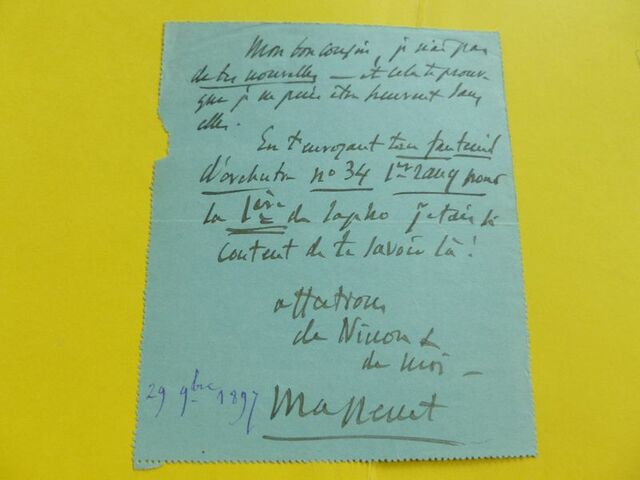 Mon bon cousin, je n'ai pas
de tes nouvelles — et cela te prouve
que je ne puis être heureux sans
elles.
En t'envoyant ton fauteuil
d'orchestre n° 34 1er rang pour
la 1ère de Sapho j'étais si
content de te savoir là !
affections
de Ninon &
de moi —
Massenet
29 9bre 1897